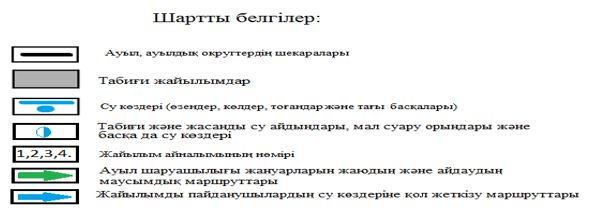 Шартты белгілер:
Ауыл, ауылдық округтердің шекаралары
Табиғи жайылымдар
Су көздері (өзендер, көлдер, тоғандар және тағы басқалары)
Табиғи және жасанды су айдындары, мал суару орындары және
басқа да су көздері
1,2,3,4. Жайылым айналымының нөмірі
Ауыл шаруашылығы жануарларын жаюдың және айдаудың
маусымдық маршруттары
Жайылымды пайданушылардың су көздеріне қол жеткізу маршруттары